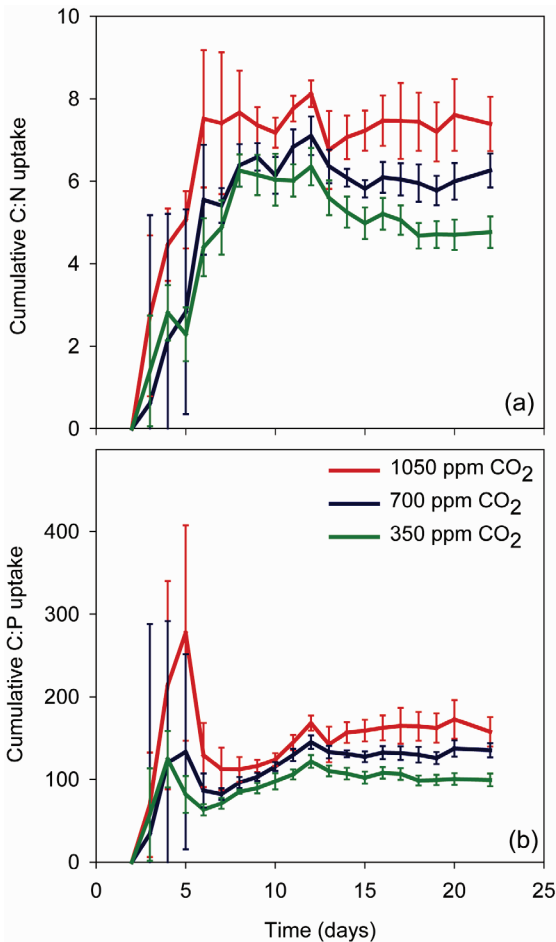 10
8
6
4
2
0
Cumulative C:N uptake
(a)
1050 ppm CO2
700 ppm CO2
350 ppm CO2
400
300
200
100
0
Cumulative C:P uptake
(b)
0 5 10 15 20 25
Time (days)